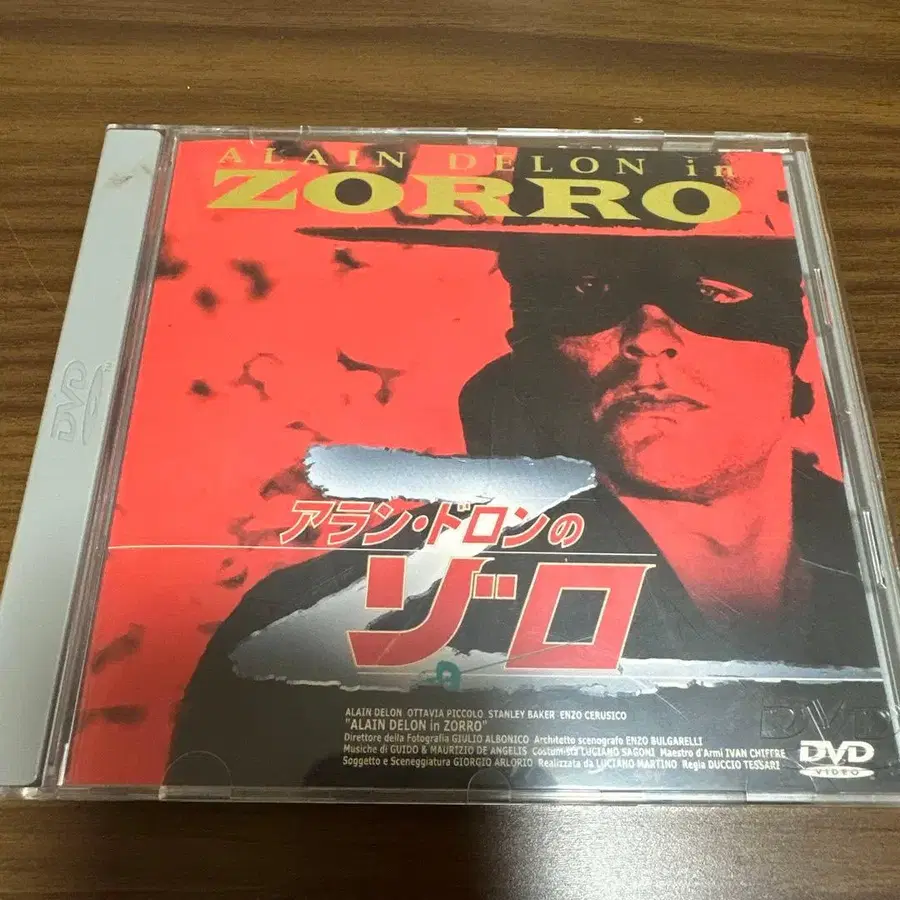 ALAIN DELON in
ZORRO
アラン・ドロンの
ゾロ
ALAIN DELON OTTAVIA PICCOLO STANLEY BAKER ENZO CERUSICO
"ALAIN DELON in ZORRO"
Direttore della Fotografia GIULIO ALBONICO Architetto scenografo ENZO BULGARELLI
Musiche di GUIDO & MAURIZIO DE ANGELIS Costumista LUCIANO SAGONI Maestro d'Armi IVAN CHIFFRE
Soggetto e Sceneggiatura GIORGIO ARLORIO Realizzata da LUCIANO MARTINO Regia DUCCIO TESSARI
DVD
VIDEO
DVD
DVD